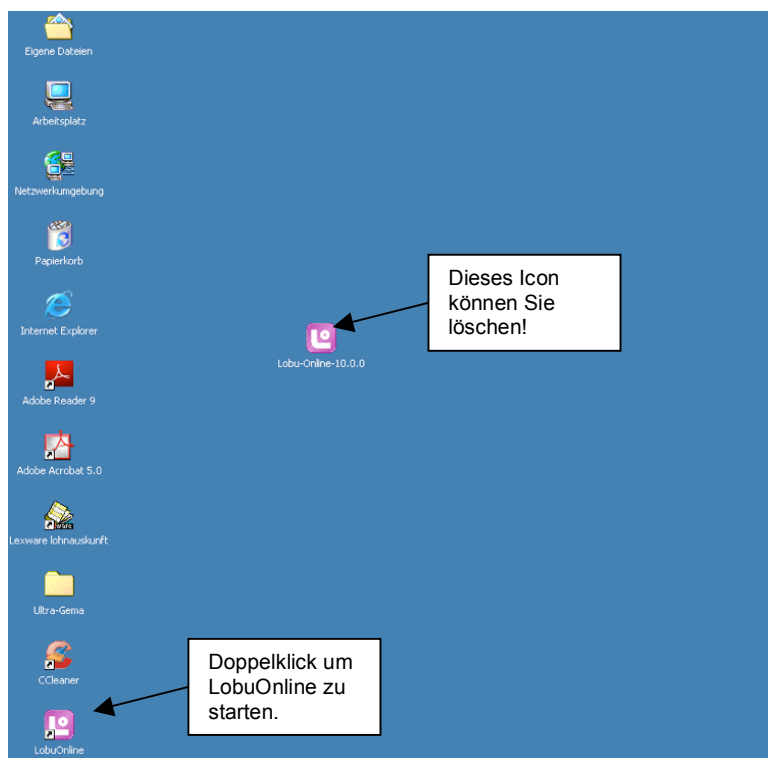 Eigene Dateien
Arbeitsplatz
Netzwerkumgebung
Papierkorb
Internet Explorer
Adobe Reader 9
Adobe Acrobat 5.0
Lexware lohnauskunft
Ultra-Gema
CCleaner
LobuOnline
Lobu-Online-10.0.0
Dieses Icon
können Sie
löschen!
Doppelklick um
LobuOnline zu
starten.